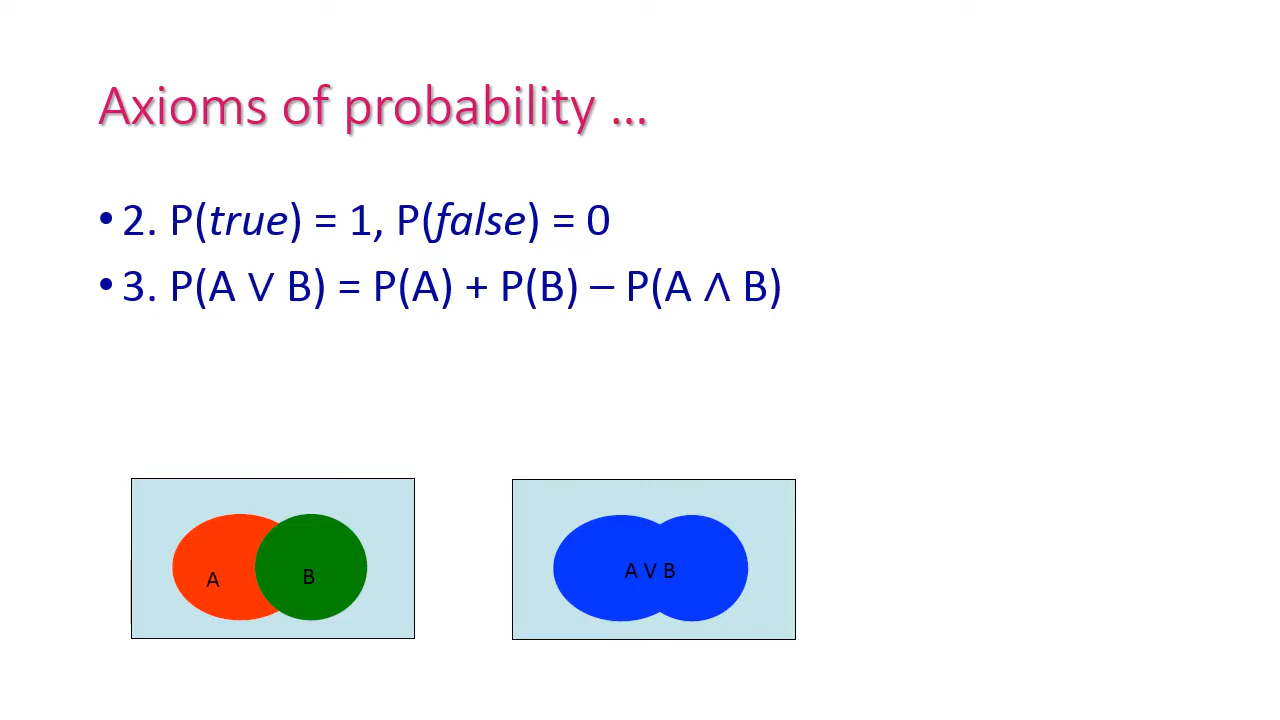 Axioms of probability …
• 2. P(true) = 1, P(false) = 0
• 3. P(A ∨ B) = P(A) + P(B) – P(A ∧ B)
A
B
A V B